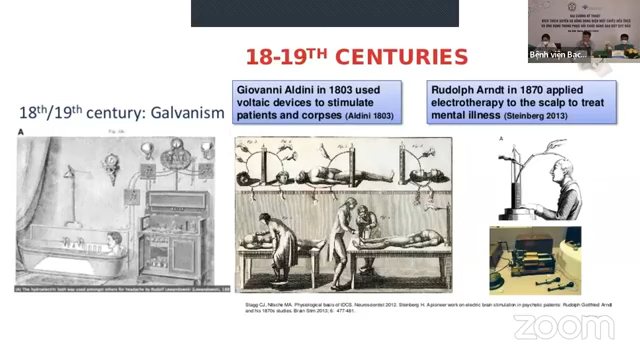 18-19TH CENTURIES
18th/19th century: Galvanism
Giovanni Aldini in 1803 used
voltaic devices to stimulate
patients and corpses (Aldini 1803)
Rudolph Arndt in 1870 applied
electrotherapy to the scalp to treat
mental illness (Steinberg 2013)
Bệnh viện Bạc...
A
A
Stagg CJ, Nitsche MA. Physiological basis of tDCS. Neuroscientist 2012. Steinberg H. A pioneer work on electric brain stimulation in psychotic patients. Rudolph Gottfried Arndt
and his 1870s studies. Brain Stim 2013; 6: 477-481.
zoom